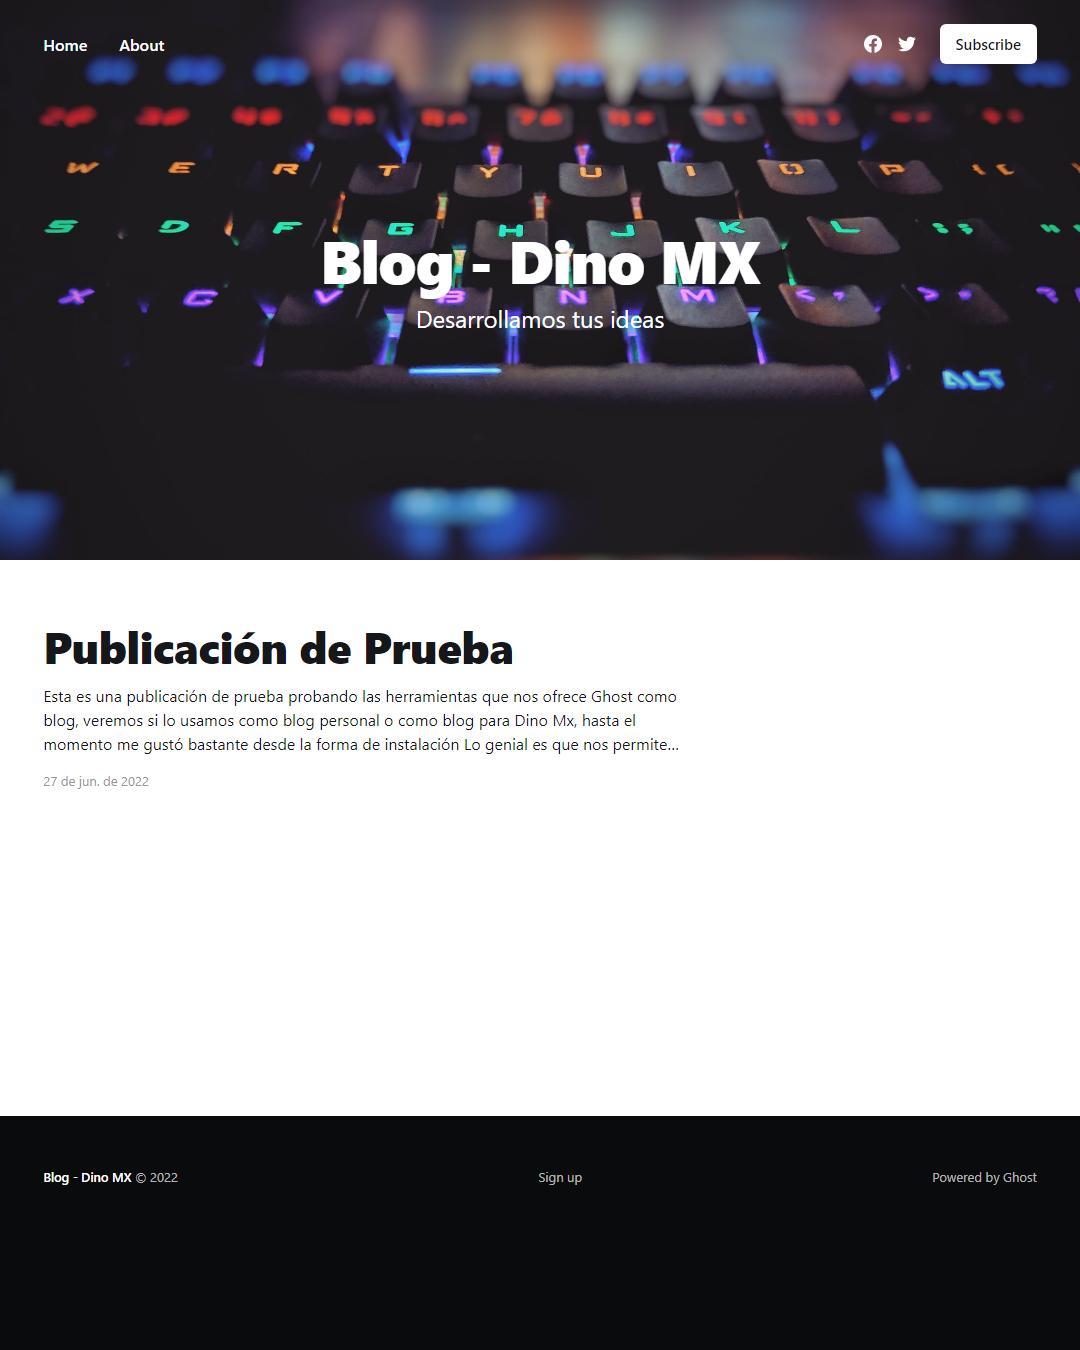 Home About Subscribe
W E R T Y U I O P
S D F G H J K L
Blog - Dino MX
X C V B N M
Desarrollamos tus ideas
ALT
Publicación de Prueba
Esta es una publicación de prueba probando las herramientas que nos ofrece Ghost como
blog, veremos si lo usamos como blog personal o como blog para Dino Mx, hasta el
momento me gustó bastante desde la forma de instalación Lo genial es que nos permite...
27 de jun. de 2022
Blog - Dino MX © 2022 Sign up Powered by Ghost